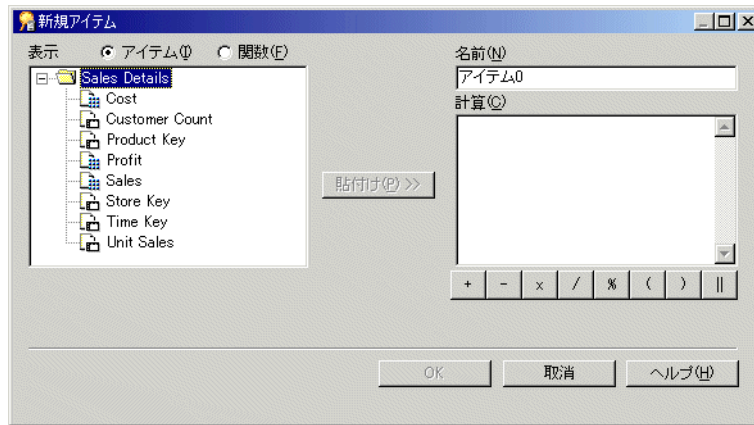 新規アイテム
表示 アイテム(I) 関数(F)
Sales Details
Cost
Customer Count
Product Key
Profit
Sales
Store Key
Time Key
Unit Sales
貼付け(P) >>
名前(N)
アイテム0
計算(C)
+ - x / % ( ) ||
OK 取消 ヘルプ(H)